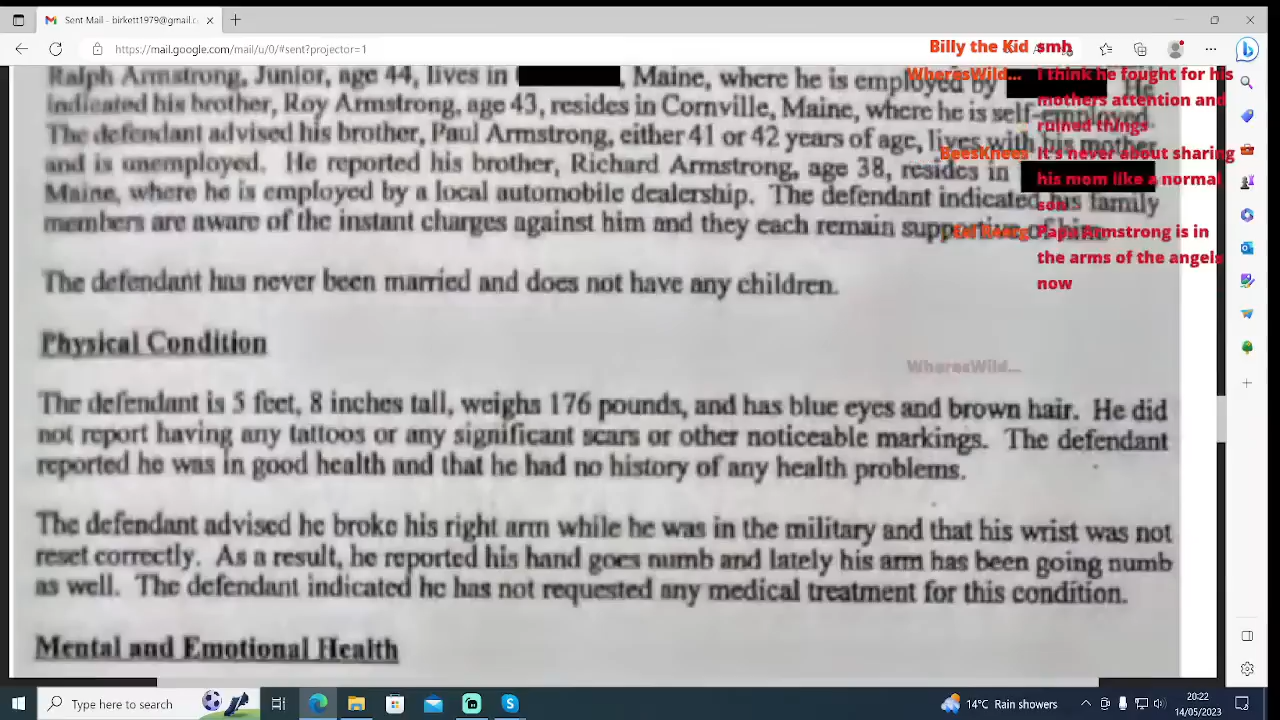 Sent Mail - birkett1979@gmail.c
https://mail.google.com/mail/u/0/#sent?projector=1
Billy the Kid smh
WheresWild... I think he fought for his
mothers attention and
ruined things
BeesKnees It's never about sharing
his mom like a normal
son
Papa Armstrong is in
the arms of the angels
now
WheresWild...
Ralph Armstrong, Junior, age 44, lives in , Maine, where he is employed by He
indicated his brother, Roy Armstrong, age 43, resides in Cornville, Maine, where he is self-employed.
The defendant advised his brother, Paul Armstrong, either 41 or 42 years of age, lives with his mother
and is unemployed. He reported his brother, Richard Armstrong, age 38, resides in
Maine, where he is employed by a local automobile dealership. The defendant indicated his family
members are aware of the instant charges against him and they each remain supportive of him.
The defendant has never been married and does not have any children.
Physical Condition
The defendant is 5 feet, 8 inches tall, weighs 176 pounds, and has blue eyes and brown hair. He did
not report having any tattoos or any significant scars or other noticeable markings. The defendant
reported he was in good health and that he had no history of any health problems.
The defendant advised he broke his right arm while he was in the military and that his wrist was not
reset correctly. As a result, he reported his hand goes numb and lately his arm has been going numb
as well. The defendant indicated he has not requested any medical treatment for this condition.
Mental and Emotional Health
Type here to search
14°C Rain showers
2022
14/05/2023